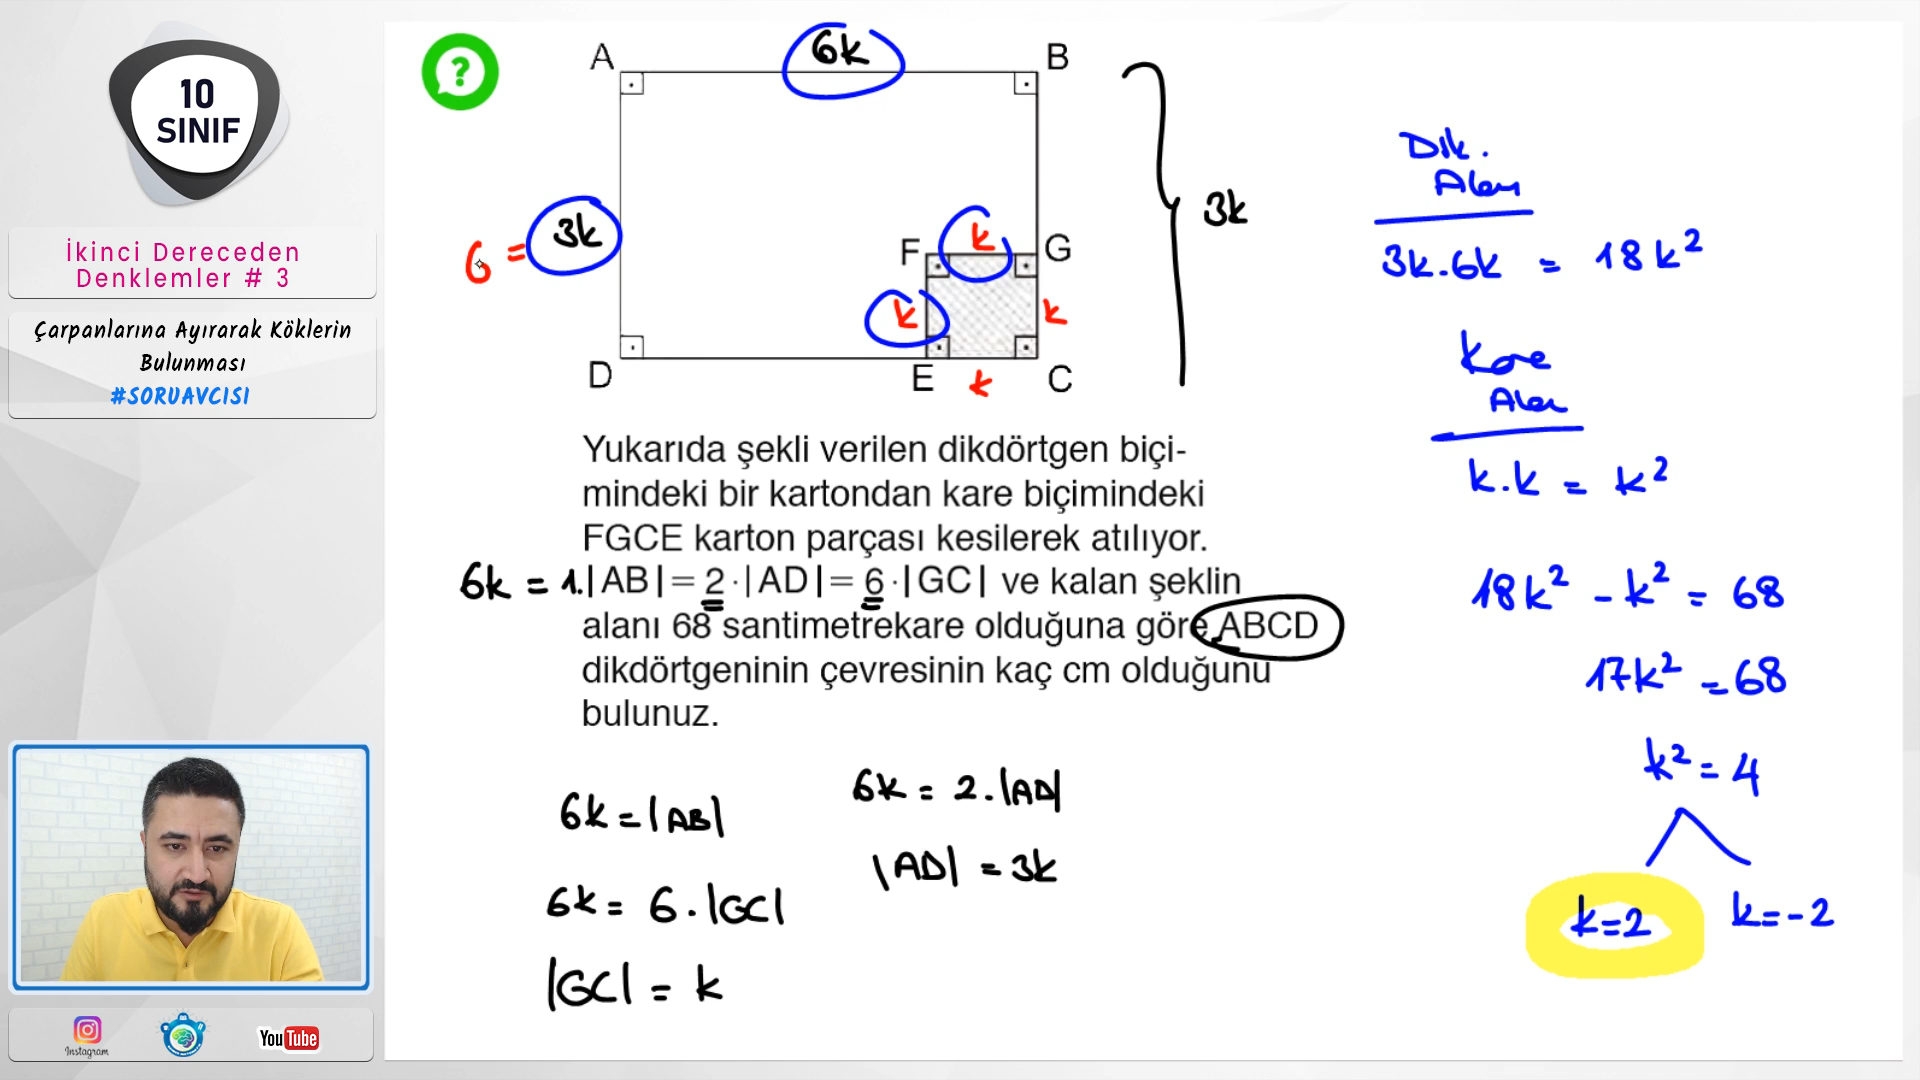 10
SINIF
İkinci Dereceden
Denklemler # 3
Çarpanlarına Ayırarak Köklerin
Bulunması
#SORUAVCISI
Instagram
YouTube
?
A
6k
B
6 = 3k
3k
F
k
G
k
k
D
E
k
C
Yukarıda şekli verilen dikdörtgen biçi-
mindeki bir kartondan kare biçimindeki
FGCE karton parçası kesilerek atılıyor.
6k = 1.|AB|= 2 ·|AD|= 6 ·|GC| ve kalan şeklin
alanı 68 santimetrekare olduğuna göre, ABCD
dikdörtgeninin çevresinin kaç cm olduğunu
bulunuz.
6k = |AB|
6k = 6.|GC|
|GC| = k
6k = 2.|AD|
|AD| = 3k
Dik.
Alan
3k.6k = 18k²
Kare
Alan
k.k = k²
18k² - k² = 68
17k² = 68
k² = 4
k=2
k=-2